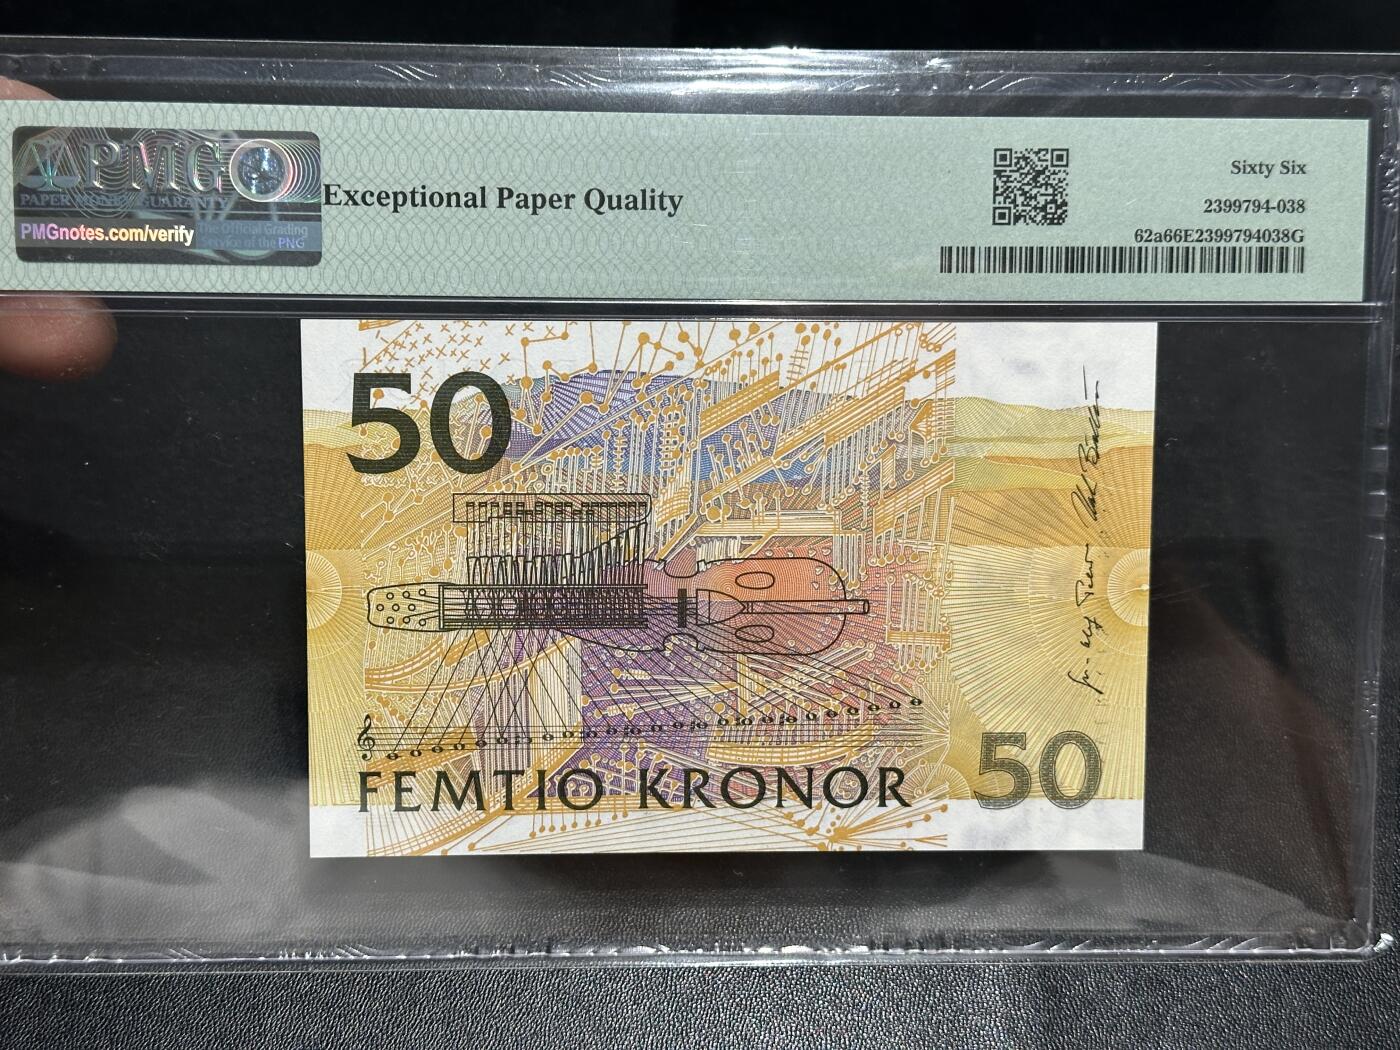 PMG
PAPER MONEY GUARANTY
PMGnotes.com/verify
The Official Grading
Service of the PNG
Exceptional Paper Quality
Sixty Six
2399794-038
62a66E2399794038G
50
FEMTIO KRONOR
50